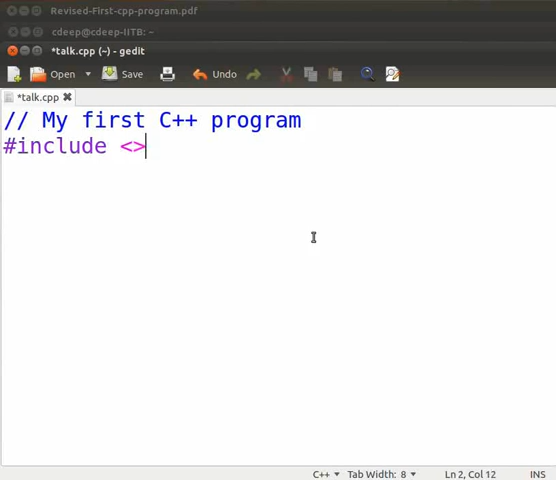 Revised-First-cpp-program.pdf
cdeep@cdeep-IITB: ~
*talk.cpp (~) - gedit
Open Save Undo
*talk.cpp
// My first C++ program
#include <>
C++ Tab Width: 8 Ln 2, Col 12 INS